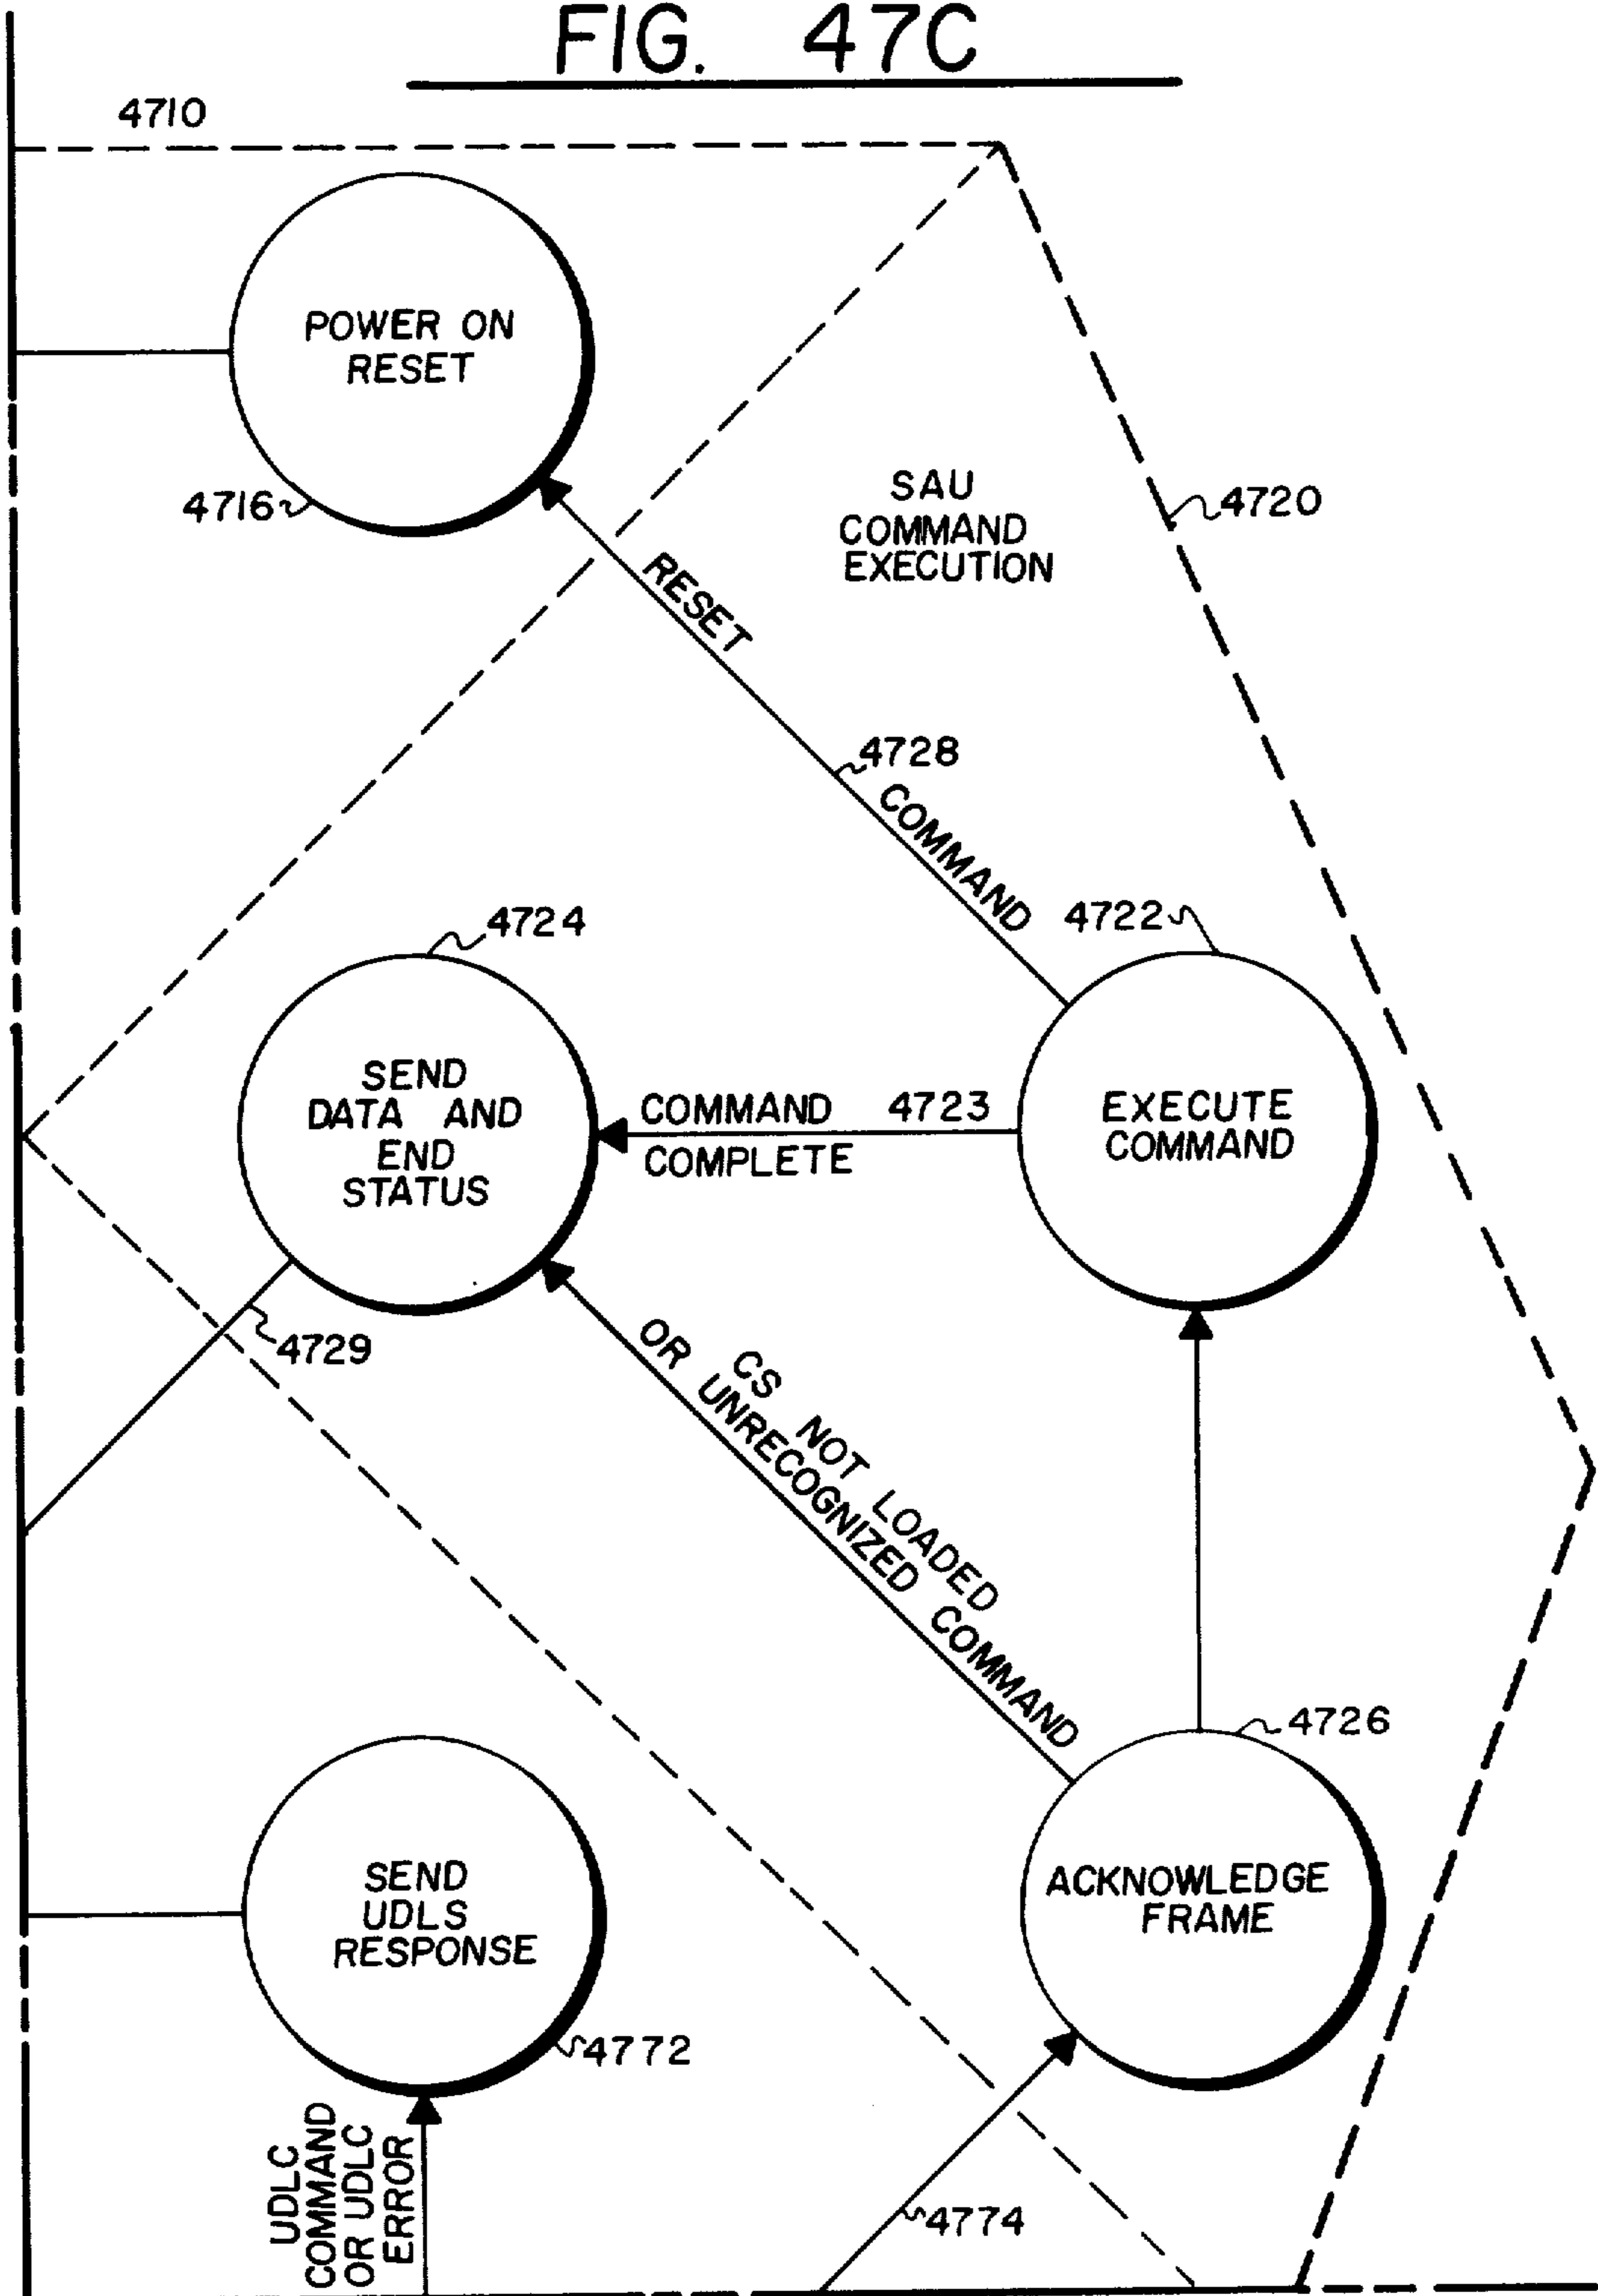 FIG. 47C
4710
POWER ON
RESET
4716
SAU
COMMAND
EXECUTION
4720
RESET
4728
COMMAND
4722
4724
SEND
DATA AND
END
STATUS
COMMAND 4723
COMPLETE
EXECUTE
COMMAND
4729
CS NOT LOADED
OR UNRECOGNIZED COMMAND
4726
SEND
UDLS
RESPONSE
ACKNOWLEDGE
FRAME
4772
UDLC
COMMAND
OR UDLC
ERROR
4774